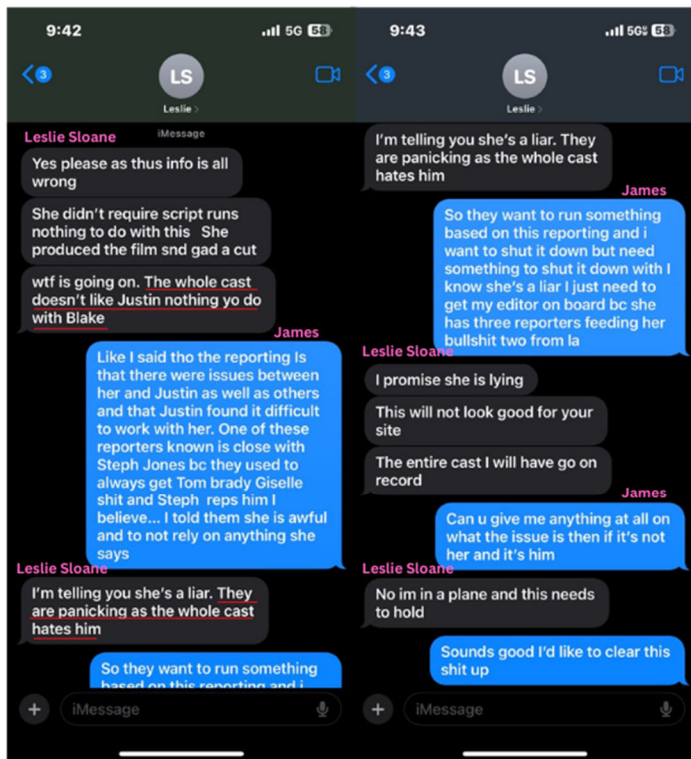 9:42
5G 58
3
LS
Leslie
iMessage
Leslie Sloane
Yes please as thus info is all
wrong
She didn't require script runs
nothing to do with this She
produced the film snd gad a cut
wtf is going on. The whole cast
doesn't like Justin nothing yo do
with Blake
James
Like I said tho the reporting Is
that there were issues between
her and Justin as well as others
and that Justin found it difficult
to work with her. One of these
reporters known is close with
Steph Jones bc they used to
always get Tom brady Giselle
shit and Steph reps him I
believe... I told them she is awful
and to not rely on anything she
says
Leslie Sloane
I'm telling you she's a liar. They
are panicking as the whole cast
hates him
So they want to run something
based on this reporting and i
iMessage
9:43
5G 58
3
LS
Leslie
I'm telling you she's a liar. They
are panicking as the whole cast
hates him
James
So they want to run something
based on this reporting and i
want to shut it down but need
something to shut it down with I
know she's a liar I just need to
get my editor on board bc she
has three reporters feeding her
bullshit two from la
Leslie Sloane
I promise she is lying
This will not look good for your
site
The entire cast I will have go on
record
James
Can u give me anything at all on
what the issue is then if it's not
her and it's him
Leslie Sloane
No im in a plane and this needs
to hold
Sounds good I'd like to clear this
shit up
iMessage